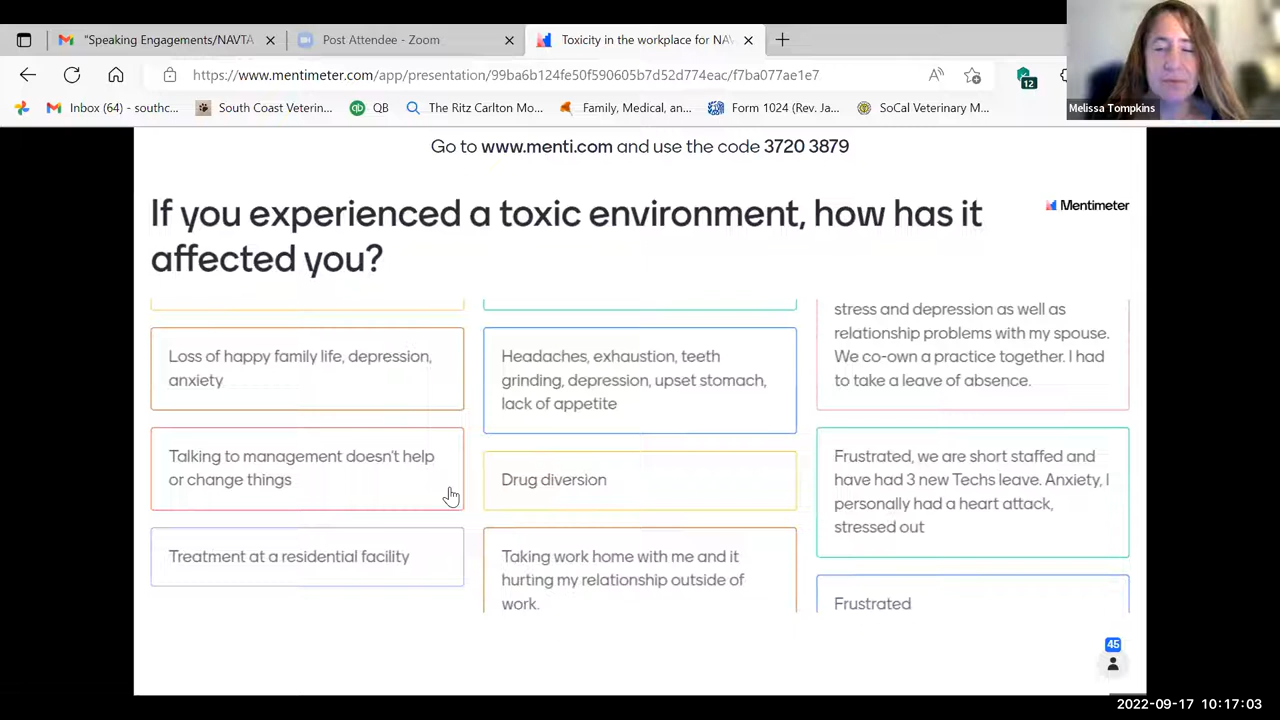 "Speaking Engagements/NAVTA
Post Attendee - Zoom
Toxicity in the workplace for NAV
https://www.mentimeter.com/app/presentation/99ba6b124fe50f590605b7d52d774eac/f7ba077ae1e7
12
Inbox (64) - southc...
South Coast Veterin...
QB
The Ritz Carlton Mo...
Family, Medical, an...
Form 1024 (Rev. Ja...
SoCal Veterinary M...
Melissa Tompkins
Go to www.menti.com and use the code 3720 3879
If you experienced a toxic environment, how has it
affected you?
Mentimeter
Loss of happy family life, depression,
anxiety
Talking to management doesn't help
or change things
Treatment at a residential facility
Headaches, exhaustion, teeth
grinding, depression, upset stomach,
lack of appetite
Drug diversion
Taking work home with me and it
hurting my relationship outside of
work.
stress and depression as well as
relationship problems with my spouse.
We co-own a practice together. I had
to take a leave of absence.
Frustrated, we are short staffed and
have had 3 new Techs leave. Anxiety, I
personally had a heart attack,
stressed out
Frustrated
45
2022-09-17 10:17:03